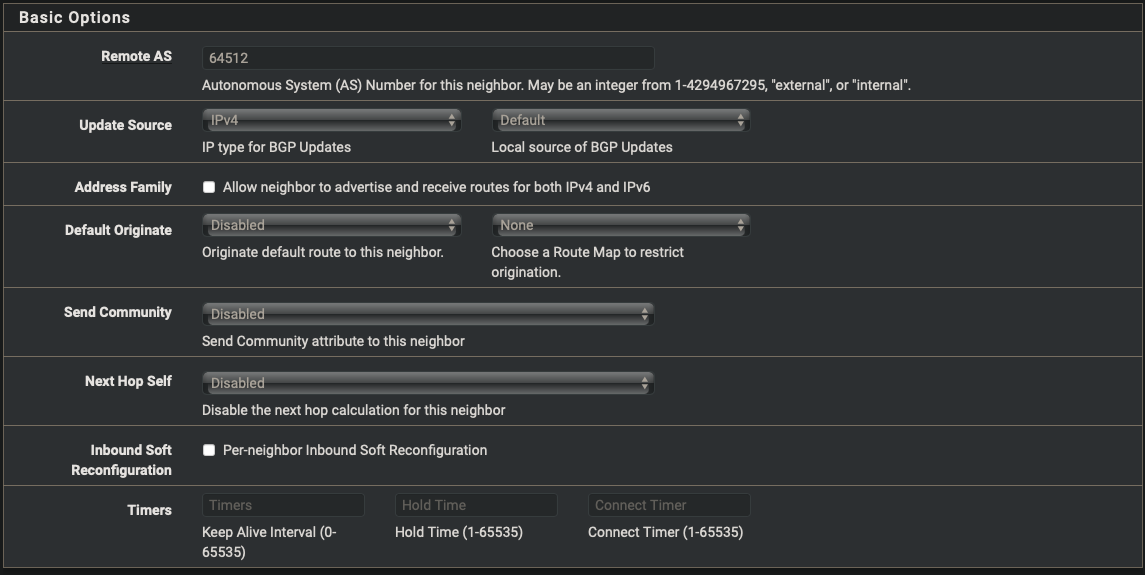 Basic Options
Remote AS
64512
Autonomous System (AS) Number for this neighbor. May be an integer from 1-4294967295, "external", or "internal".
Update Source
IPv4
Default
IP type for BGP Updates
Local source of BGP Updates
Address Family
Allow neighbor to advertise and receive routes for both IPv4 and IPv6
Default Originate
Disabled
None
Originate default route to this neighbor.
Choose a Route Map to restrict
origination.
Send Community
Disabled
Send Community attribute to this neighbor
Next Hop Self
Disabled
Disable the next hop calculation for this neighbor
Inbound Soft
Reconfiguration
Per-neighbor Inbound Soft Reconfiguration
Timers
Timers
Hold Time
Connect Timer
Keep Alive Interval (0-
65535)
Hold Time (1-65535)
Connect Timer (1-65535)